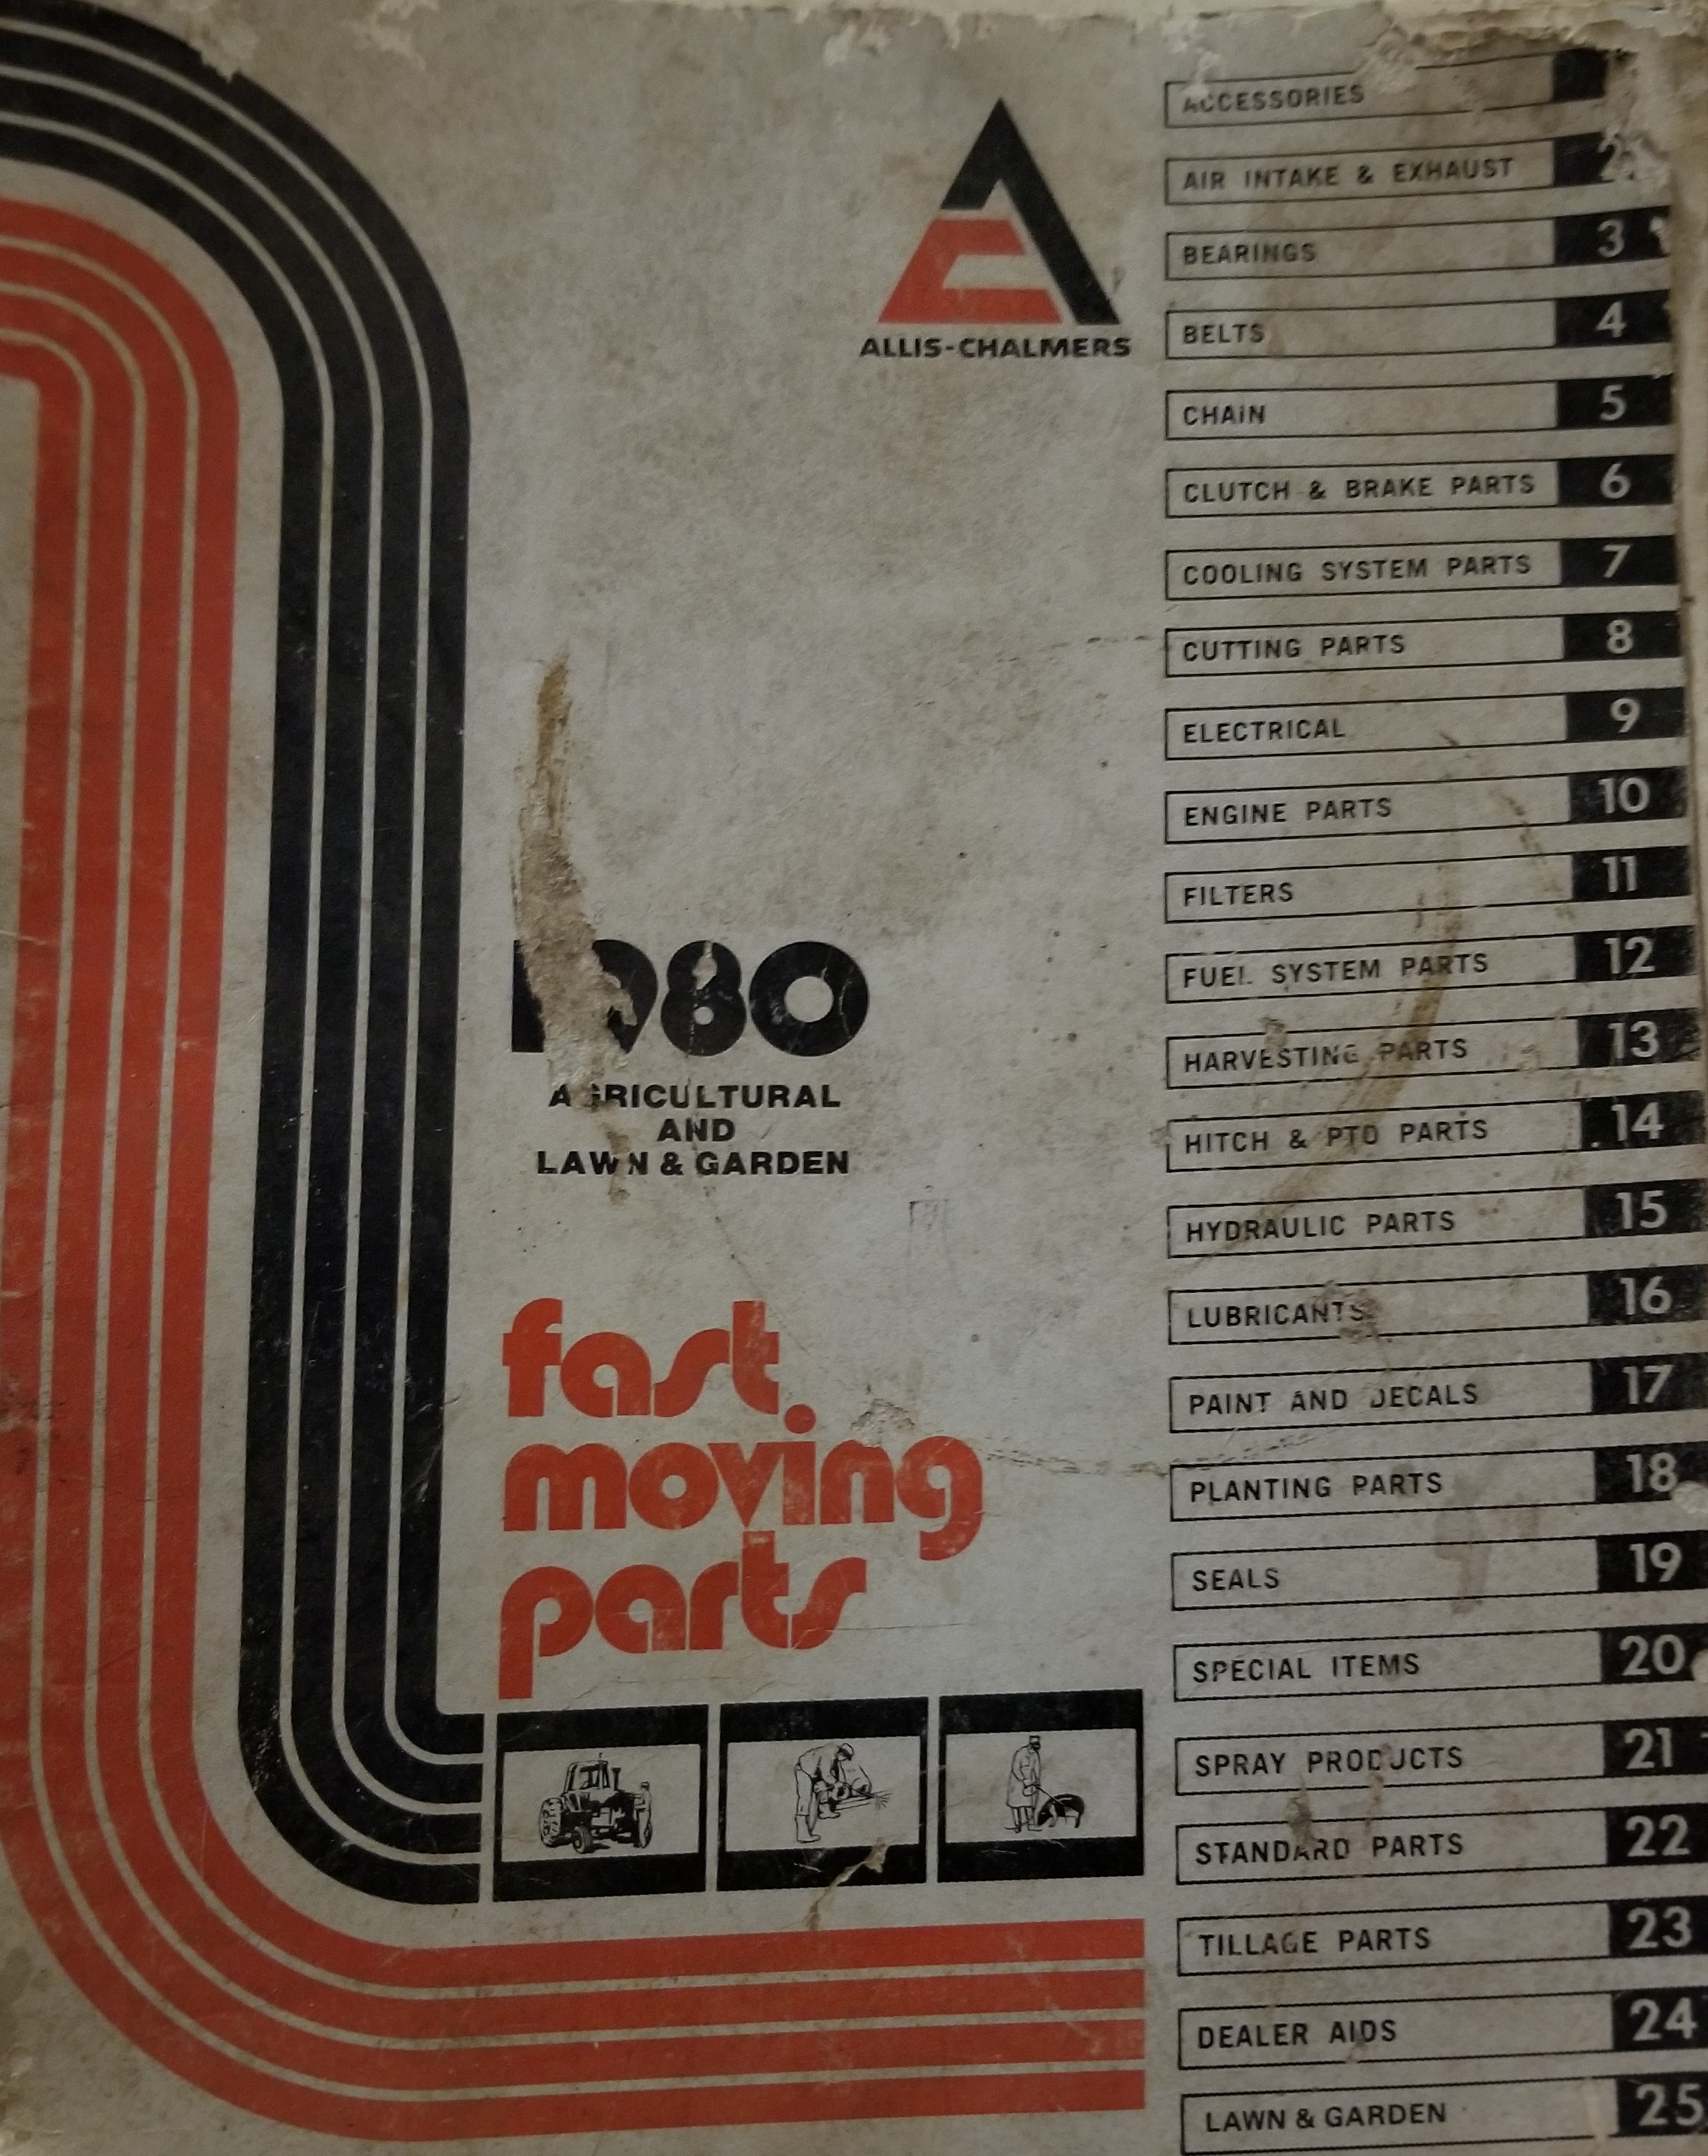 ALLIS-CHALMERS
1980
AGRICULTURAL
AND
LAWN & GARDEN
fast
moving
parts
ACCESSORIES
AIR INTAKE & EXHAUST 2
BEARINGS 3
BELTS 4
CHAIN 5
CLUTCH & BRAKE PARTS 6
COOLING SYSTEM PARTS 7
CUTTING PARTS 8
ELECTRICAL 9
ENGINE PARTS 10
FILTERS 11
FUEL SYSTEM PARTS 12
HARVESTING PARTS 13
HITCH & PTO PARTS 14
HYDRAULIC PARTS 15
LUBRICANTS 16
PAINT AND DECALS 17
PLANTING PARTS 18
SEALS 19
SPECIAL ITEMS 20
SPRAY PRODUCTS 21
STANDARD PARTS 22
TILLAGE PARTS 23
DEALER AIDS 24
LAWN & GARDEN 25